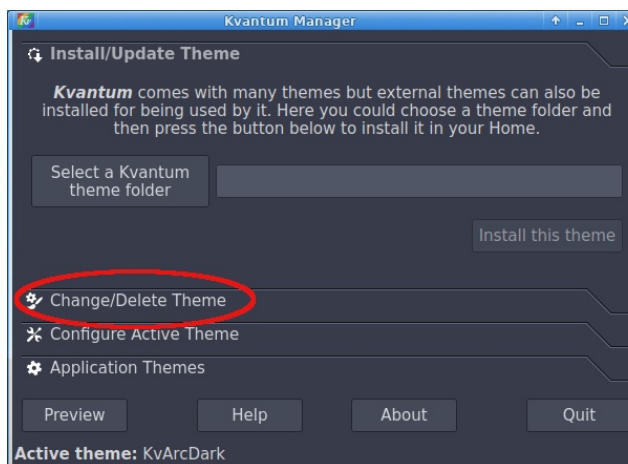 Kvantum Manager
Install/Update Theme
Kvantum comes with many themes but external themes can also be
installed for being used by it. Here you could choose a theme folder and
then press the button below to install it in your Home.
Select a Kvantum
theme folder
Install this theme
Change/Delete Theme
Configure Active Theme
Application Themes
Preview Help About Quit
Active theme: KvArcDark